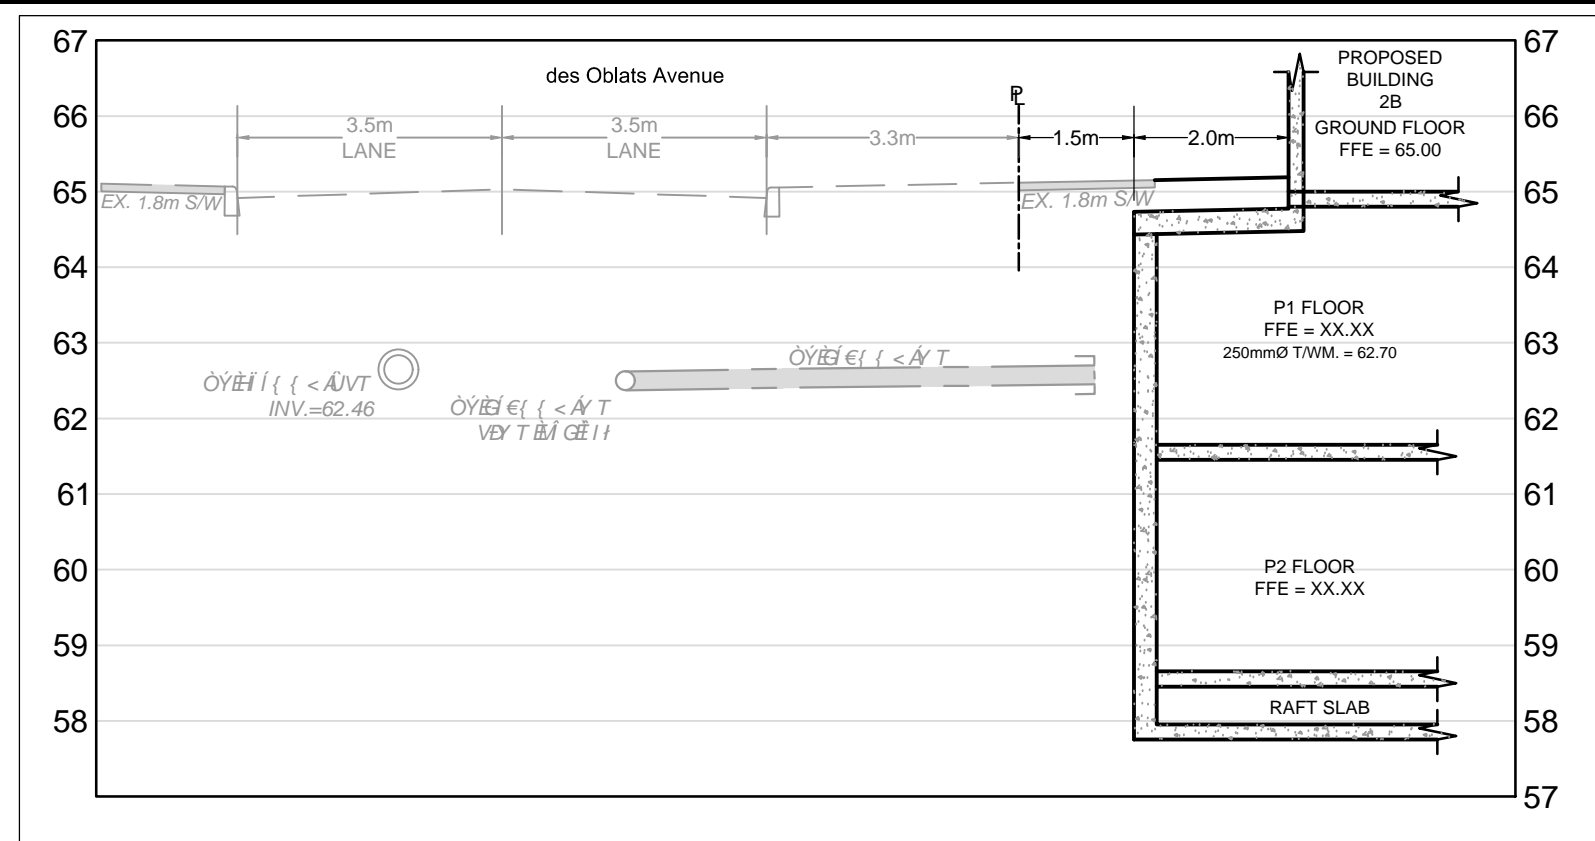 67
67
des Oblats Avenue
PROPOSED
BUILDING
2B
GROUND FLOOR
FFE = 65.00
66
66
3.5m
LANE
3.5m
LANE
3.3m
PL
1.5m
2.0m
65
65
EX. 1.8m S/W
EX. 1.8m S/W
64
64
P1 FLOOR
FFE = XX.XX
250mmØ T/WM. = 62.70
63
63
INV.=62.46
62
62
61
61
60
60
P2 FLOOR
FFE = XX.XX
59
59
RAFT SLAB
58
58
57